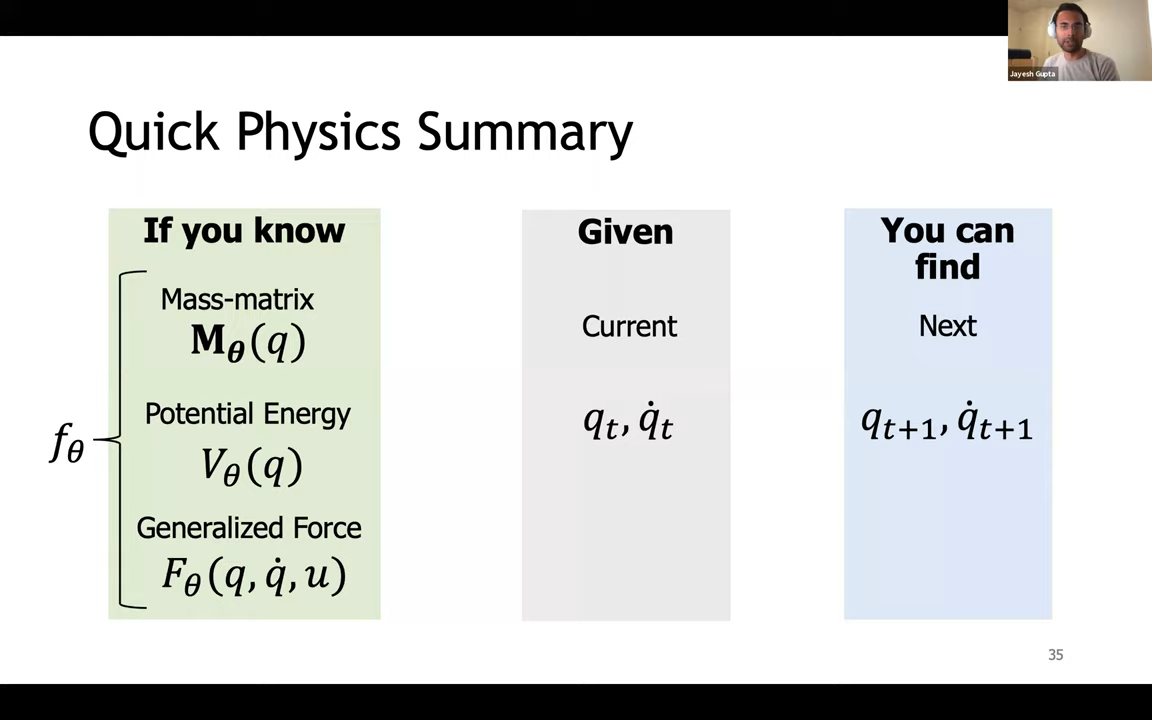 Jayesh Gupta
Quick Physics Summary
If you know
Mass-matrix
𝐌_θ(q)
Potential Energy
V_θ(q)
Generalized Force
F_θ(q, q̇, u)
f_θ
Given
Current
q_t, q̇_t
You can
find
Next
q_{t+1}, q̇_{t+1}
35